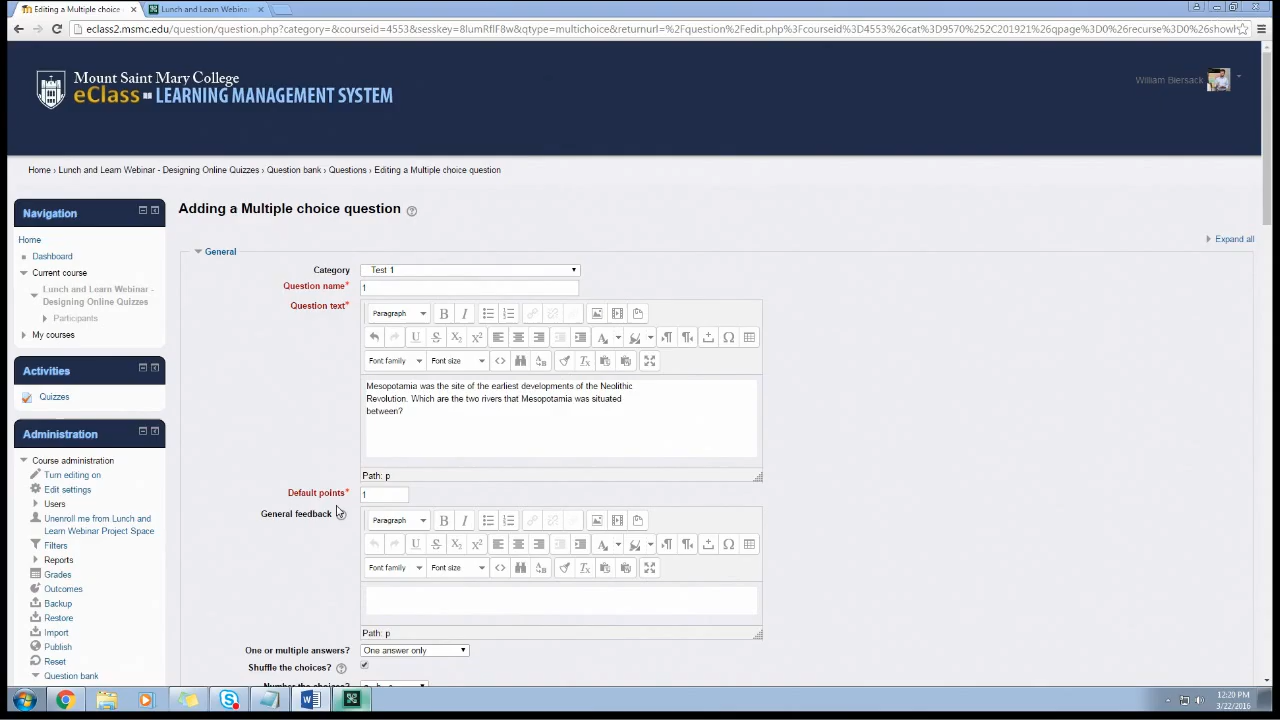 Editing a Multiple choice
Lunch and Learn Webinar
eclass2.msmc.edu/question/question.php?category=&courseid=4553&sesskey=8lumRflF8w&qtype=multichoice&returnurl=%2Fquestion%2Fedit.php%3Fcourseid%3D4553%26cat%3D9570%252C201921%26qpage%3D0%26recurse%3D0%26showh
Mount Saint Mary College
eClass LEARNING MANAGEMENT SYSTEM
William Biersack
Home › Lunch and Learn Webinar - Designing Online Quizzes › Question bank › Questions › Editing a Multiple choice question
Navigation
Home
Dashboard
Current course
Lunch and Learn Webinar -
Designing Online Quizzes
Participants
My courses
Activities
Quizzes
Administration
Course administration
Turn editing on
Edit settings
Users
Unenroll me from Lunch and
Learn Webinar Project Space
Filters
Reports
Grades
Outcomes
Backup
Restore
Import
Publish
Reset
Question bank
Adding a Multiple choice question
Expand all
General
Category Test 1
Question name* 1
Question text*
Paragraph
Font family Font size
Mesopotamia was the site of the earliest developments of the Neolithic
Revolution. Which are the two rivers that Mesopotamia was situated
between?
Path: p
Default points* 1
General feedback
Paragraph
Font family Font size
Path: p
One or multiple answers? One answer only
Shuffle the choices?
Number the choices?
12:20 PM
3/22/2016